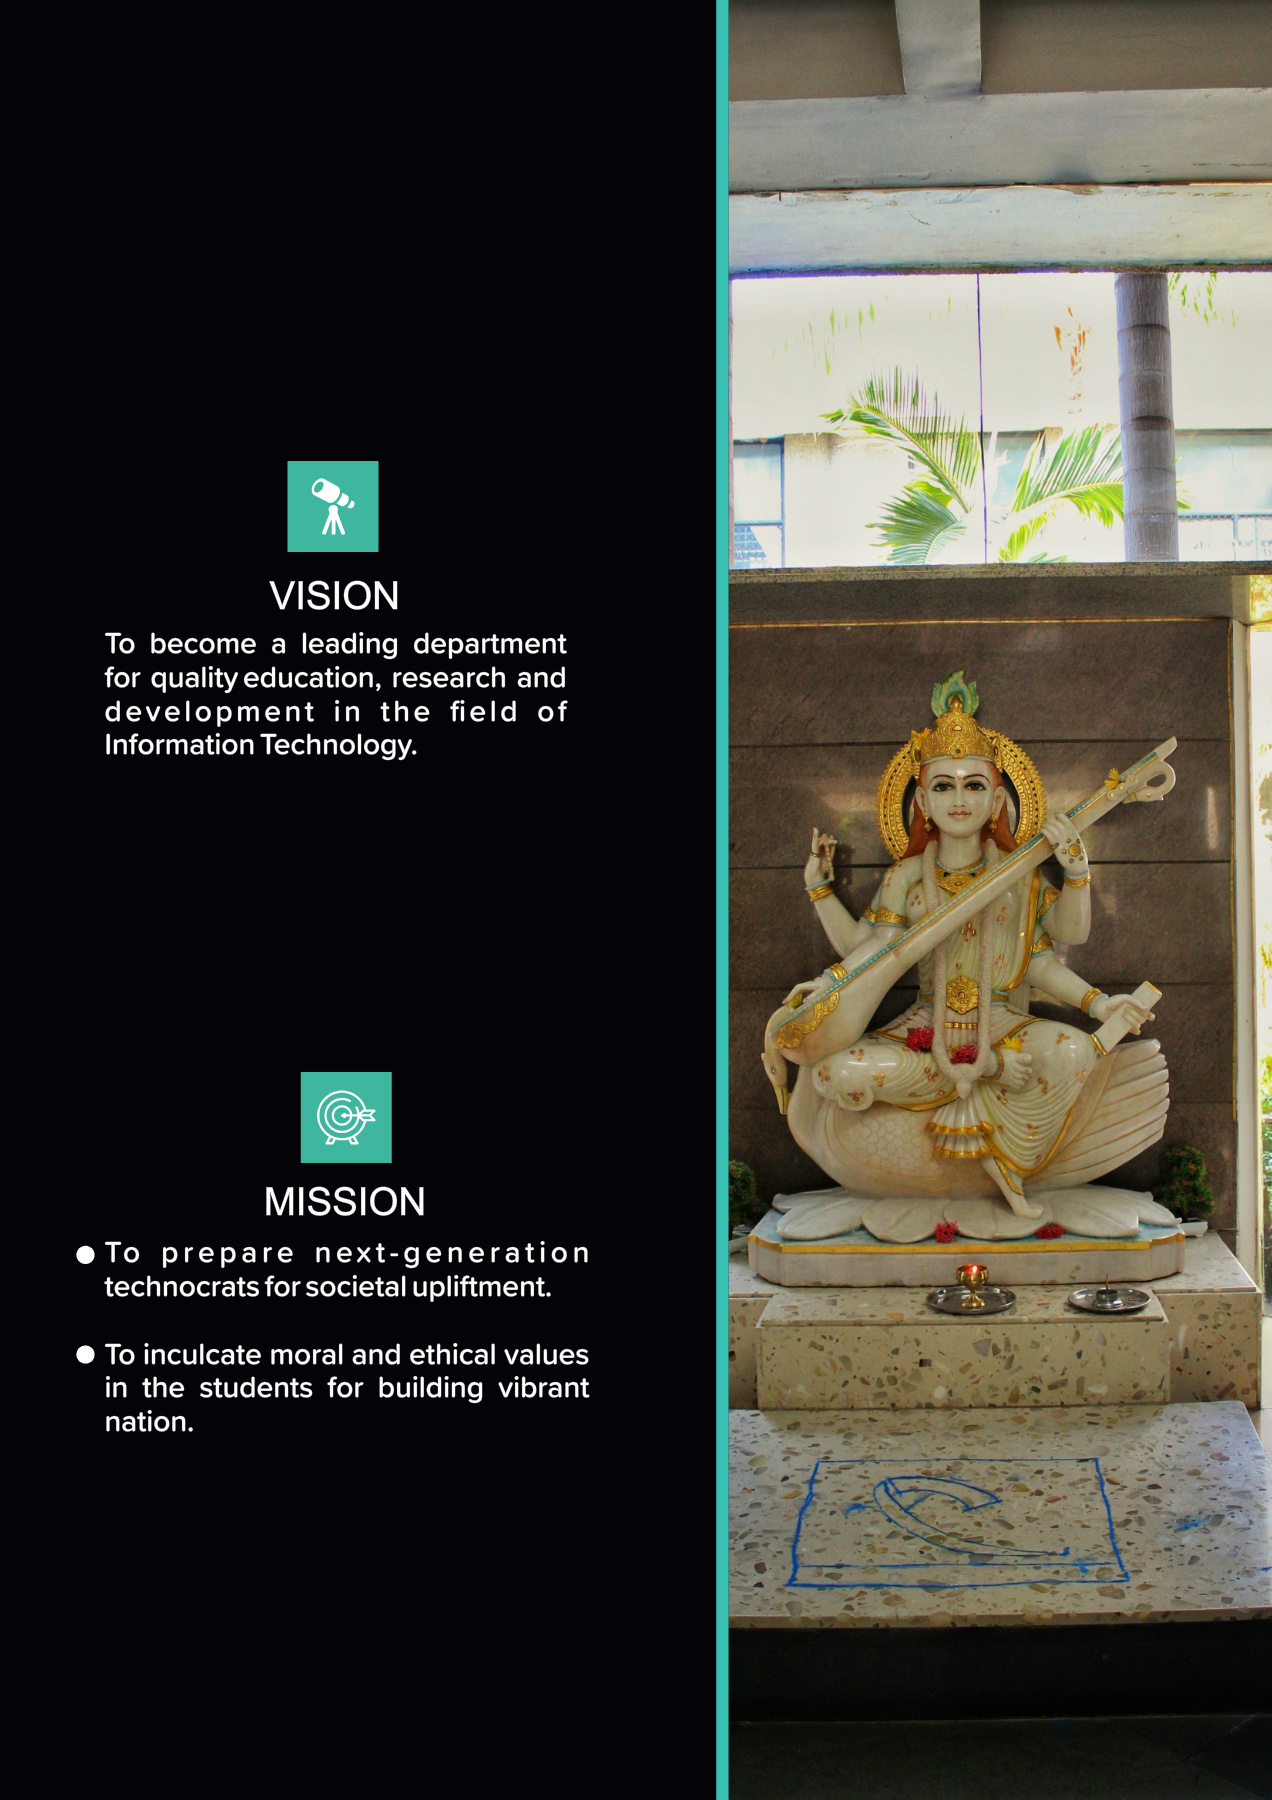 VISION
To become a leading department
for quality education, research and
development in the field of
Information Technology.
MISSION
To prepare next-generation
technocrats for societal upliftment.
To inculcate moral and ethical values
in the students for building vibrant
nation.